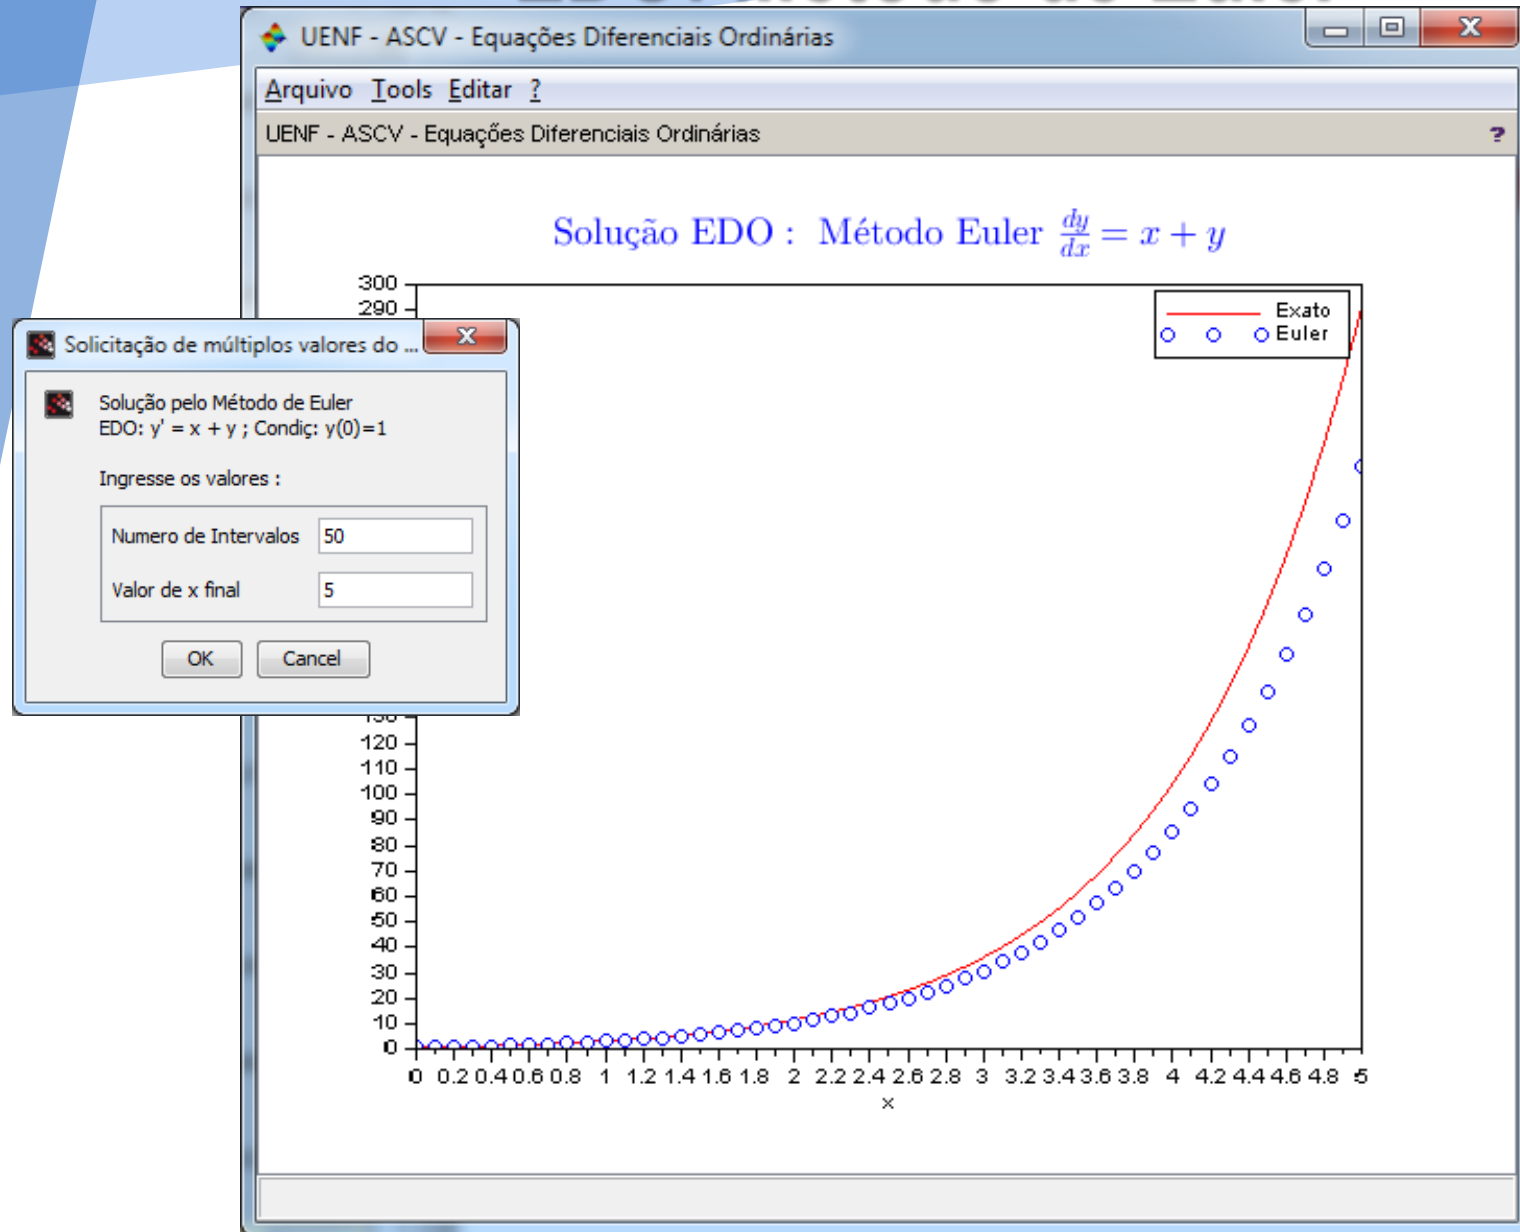 UENF - ASCV - Equações Diferenciais Ordinárias
Arquivo Tools Editar ?
UENF - ASCV - Equações Diferenciais Ordinárias ?
Solução EDO : Método Euler dy/dx = x + y
300
290
Exato
Euler
Solicitação de múltiplos valores do ...
Solução pelo Método de Euler
EDO: y' = x + y ; Condiç: y(0)=1
Ingresse os valores :
Numero de Intervalos 50
Valor de x final 5
OK Cancel
130
120
110
100
90
80
70
60
50
40
30
20
10
0
0 0.2 0.4 0.6 0.8 1 1.2 1.4 1.6 1.8 2 2.2 2.4 2.6 2.8 3 3.2 3.4 3.6 3.8 4 4.2 4.4 4.6 4.8 5
x